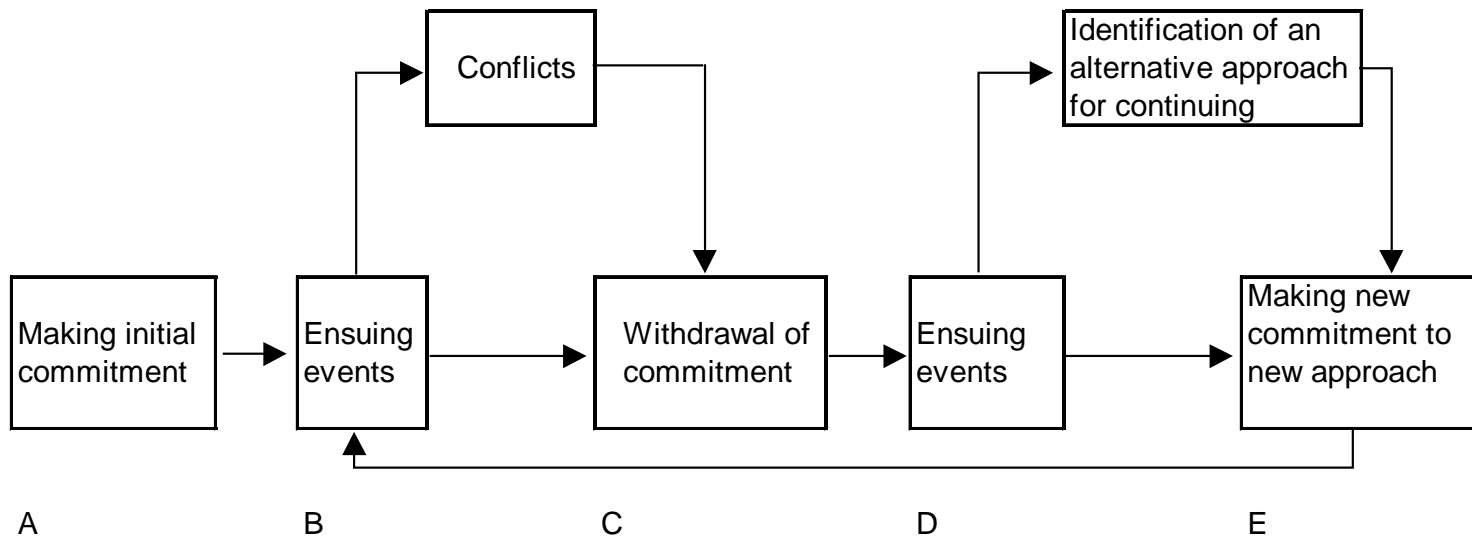 Conflicts
Identification of an
alternative approach
for continuing
Making initial
commitment
Ensuing
events
Withdrawal of
commitment
Ensuing
events
Making new
commitment to
new approach
A B C D E